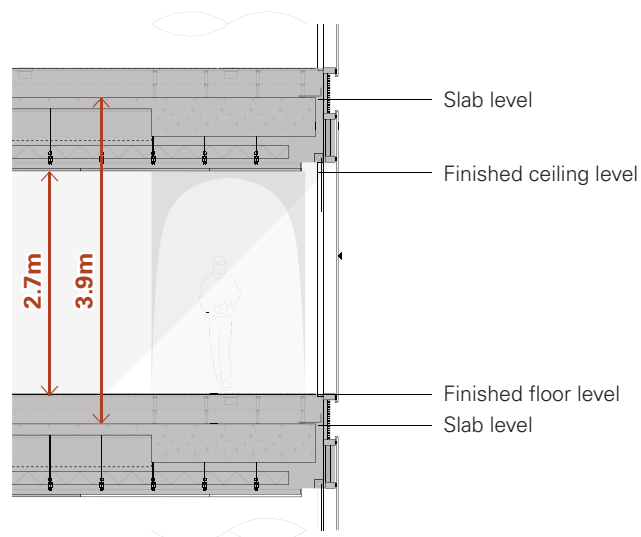 Slab level
Finished ceiling level
2.7m
3.9m
Finished floor level
Slab level